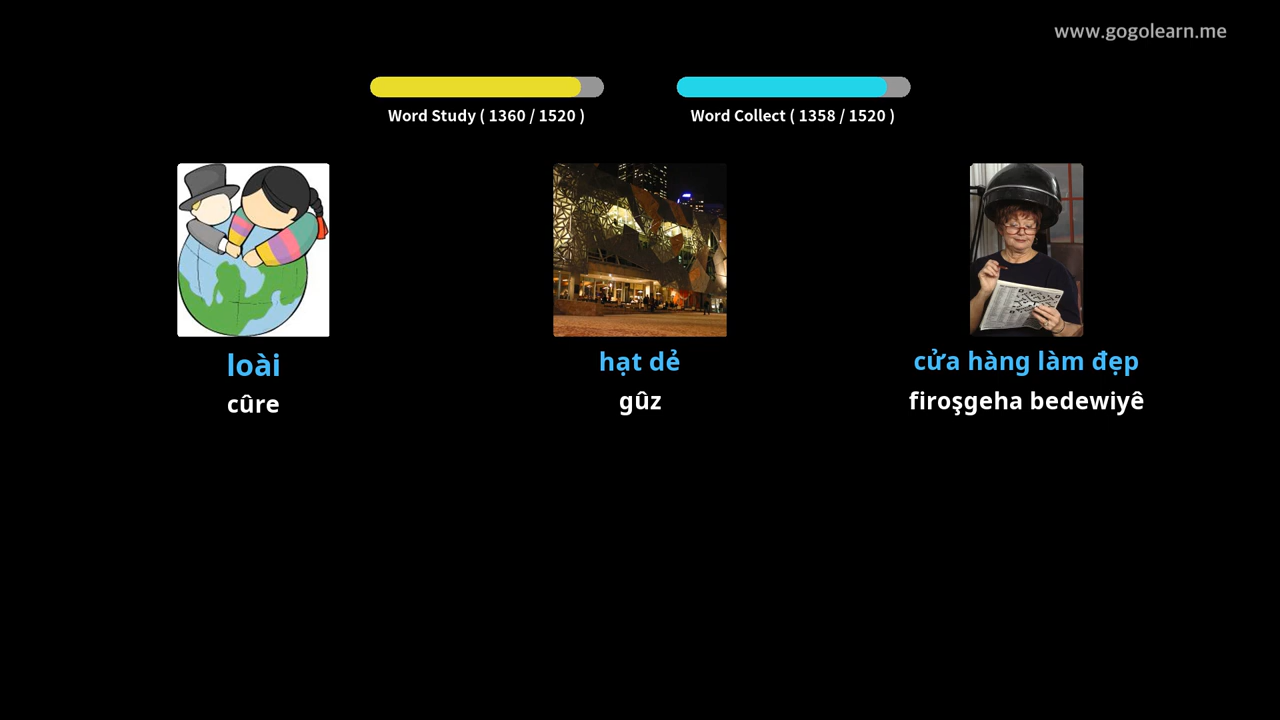 www.gogolearn.me
Word Study ( 1360 / 1520 )
Word Collect ( 1358 / 1520 )
loài
cûre
hạt dẻ
gûz
cửa hàng làm đẹp
firoşgeha bedewiyê